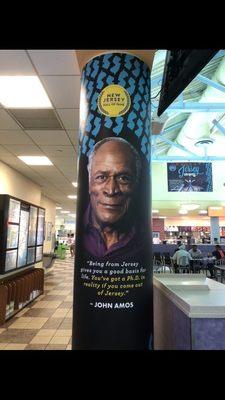 NEW
JERSEY
HALL OF FAME
"Being from Jersey
gives you a good basis
for life.
You've got a Ph.D. in
reality if you come out
of Jersey."
~ JOHN AMOS
JERSEY